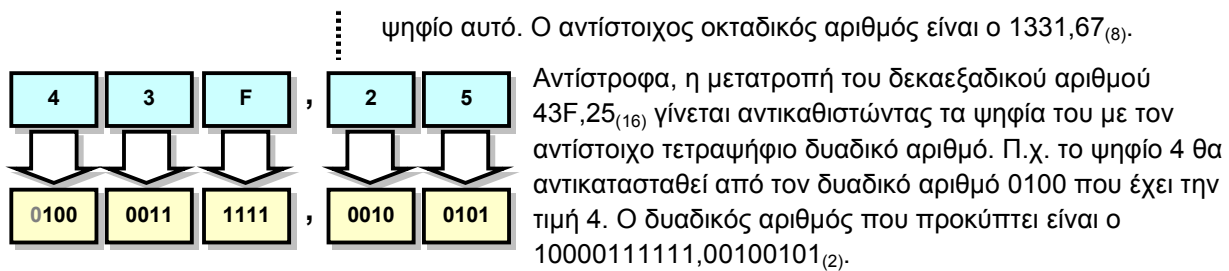 ψηφίο αυτό. Ο αντίστοιχος οκταδικός αριθμός είναι ο 1331,67(8).
4 3 F , 2 5
0100 0011 1111 , 0010 0101
Αντίστροφα, η μετατροπή του δεκαεξαδικού αριθμού
43F,25(16) γίνεται αντικαθιστώντας τα ψηφία του με τον
αντίστοιχο τετραψήφιο δυαδικό αριθμό. Π.χ. το ψηφίο 4 θα
αντικατασταθεί από τον δυαδικό αριθμό 0100 που έχει την
τιμή 4. Ο δυαδικός αριθμός που προκύπτει είναι ο
10000111111,00100101(2).